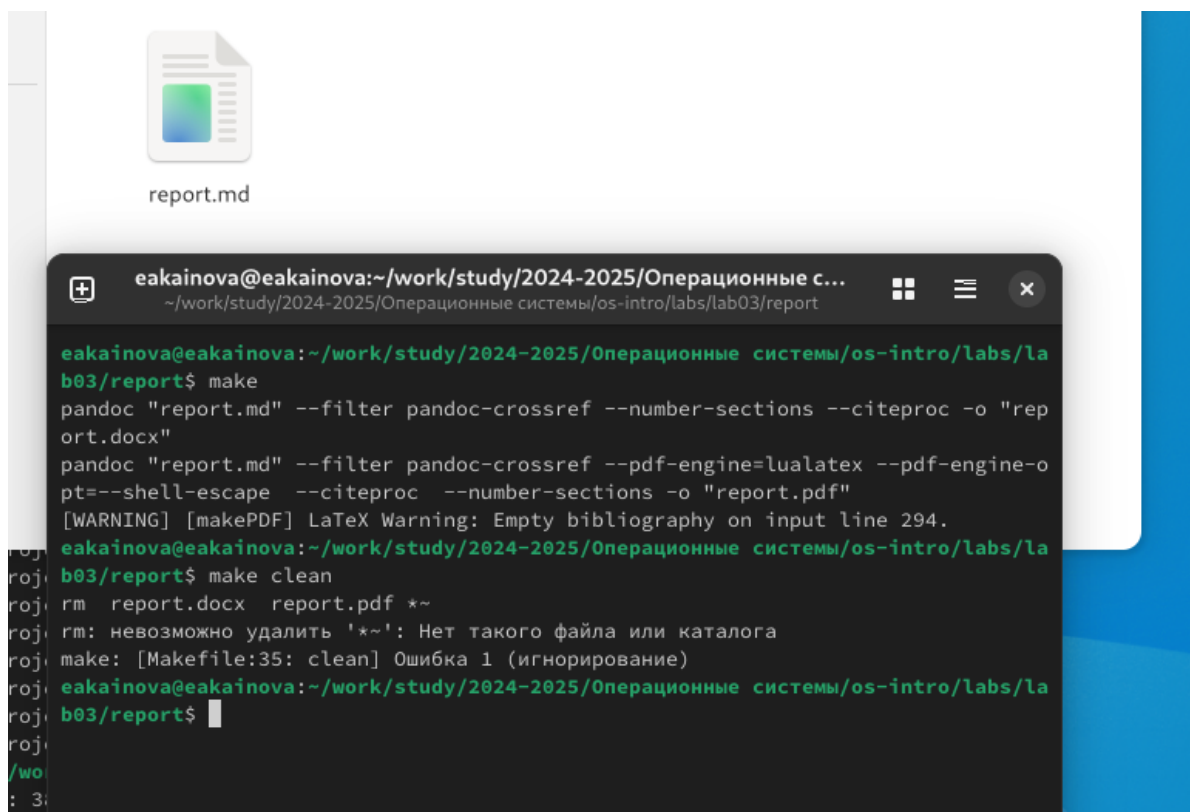 report.md
eakainova@eakainova:~/work/study/2024-2025/Операционные с...
~/work/study/2024-2025/Операционные системы/os-intro/labs/lab03/report
eakainova@eakainova:~/work/study/2024-2025/Операционные системы/os-intro/labs/la
b03/report$ make
pandoc "report.md" --filter pandoc-crossref --number-sections --citeproc -o "rep
ort.docx"
pandoc "report.md" --filter pandoc-crossref --pdf-engine=lualatex --pdf-engine-o
pt=--shell-escape  --citeproc  --number-sections -o "report.pdf"
[WARNING] [makePDF] LaTeX Warning: Empty bibliography on input line 294.
eakainova@eakainova:~/work/study/2024-2025/Операционные системы/os-intro/labs/la
b03/report$ make clean
rm  report.docx  report.pdf *~
rm: невозможно удалить '*~': Нет такого файла или каталога
make: [Makefile:35: clean] Ошибка 1 (игнорирование)
eakainova@eakainova:~/work/study/2024-2025/Операционные системы/os-intro/labs/la
b03/report$